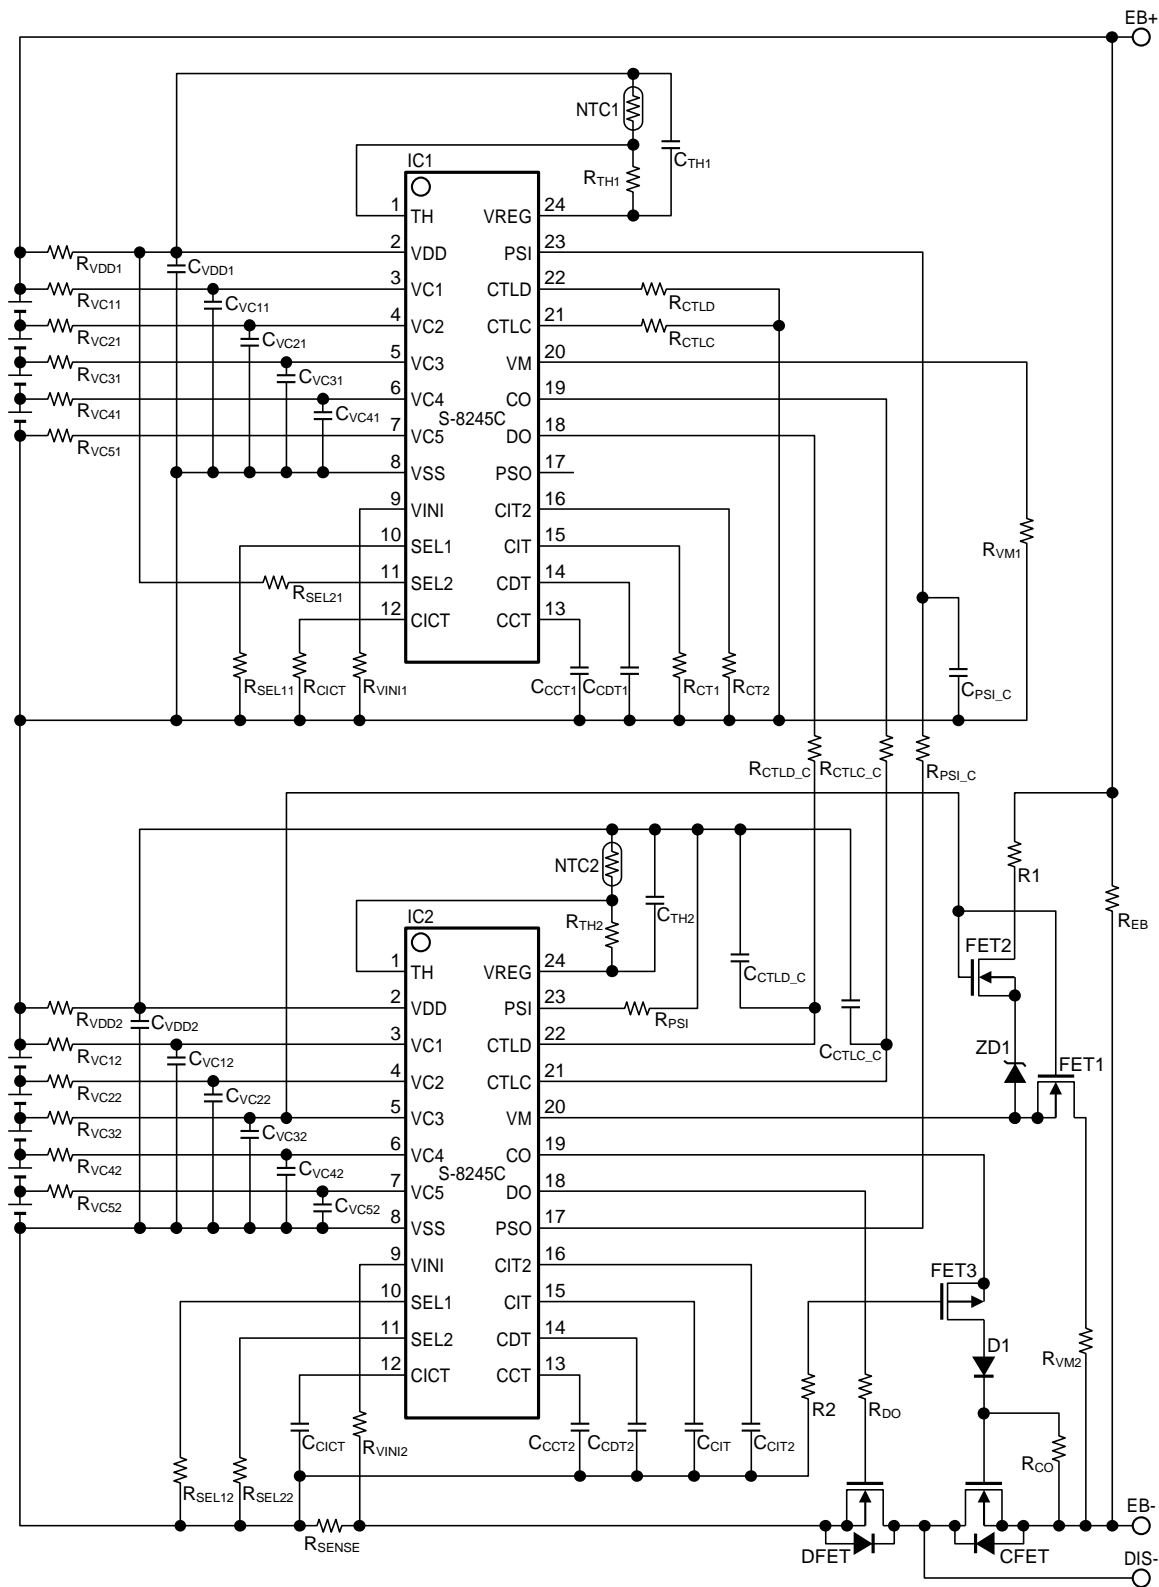 EB+
NTC1
CTH1
RTH1
IC1
1 TH VREG 24
2 VDD PSI 23
3 VC1 CTLD 22
4 VC2 CTLC 21
5 VC3 VM 20
6 VC4 CO 19
S-8245C
7 VC5 DO 18
8 VSS PSO 17
9 VINI CIT2 16
10 SEL1 CIT 15
11 SEL2 CDT 14
12 CICT CCT 13
RVDD1
CVDD1
RVC11
CVC11
RVC21
CVC21
RVC31
CVC31
RVC41
CVC41
RVC51
RCTLD
RCTLC
RVM1
RSEL21
RSEL11
RCICT
RVINI1
CCCT1
CCDT1
RCT1
RCT2
CPSI_C
RCTLD_C
RCTLC_C
RPSI_C
NTC2
RTH2
CTH2
R1
REB
IC2
1 TH VREG 24
2 VDD PSI 23
3 VC1 CTLD 22
4 VC2 CTLC 21
5 VC3 VM 20
6 VC4 CO 19
S-8245C
7 VC5 DO 18
8 VSS PSO 17
9 VINI CIT2 16
10 SEL1 CIT 15
11 SEL2 CDT 14
12 CICT CCT 13
CCTLD_C
FET2
RVDD2
CVDD2
RPSI
CCTLC_C
ZD1
FET1
RVC12
CVC12
RVC22
CVC22
RVC32
CVC32
RVC42
CVC42
RVC52
CVC52
FET3
D1
RVM2
R2
RDO
RCO
CCICT
RVINI2
CCCT2
CCDT2
CCIT
CCIT2
RSEL12
RSEL22
RSENSE
DFET
CFET
EB-
DIS-